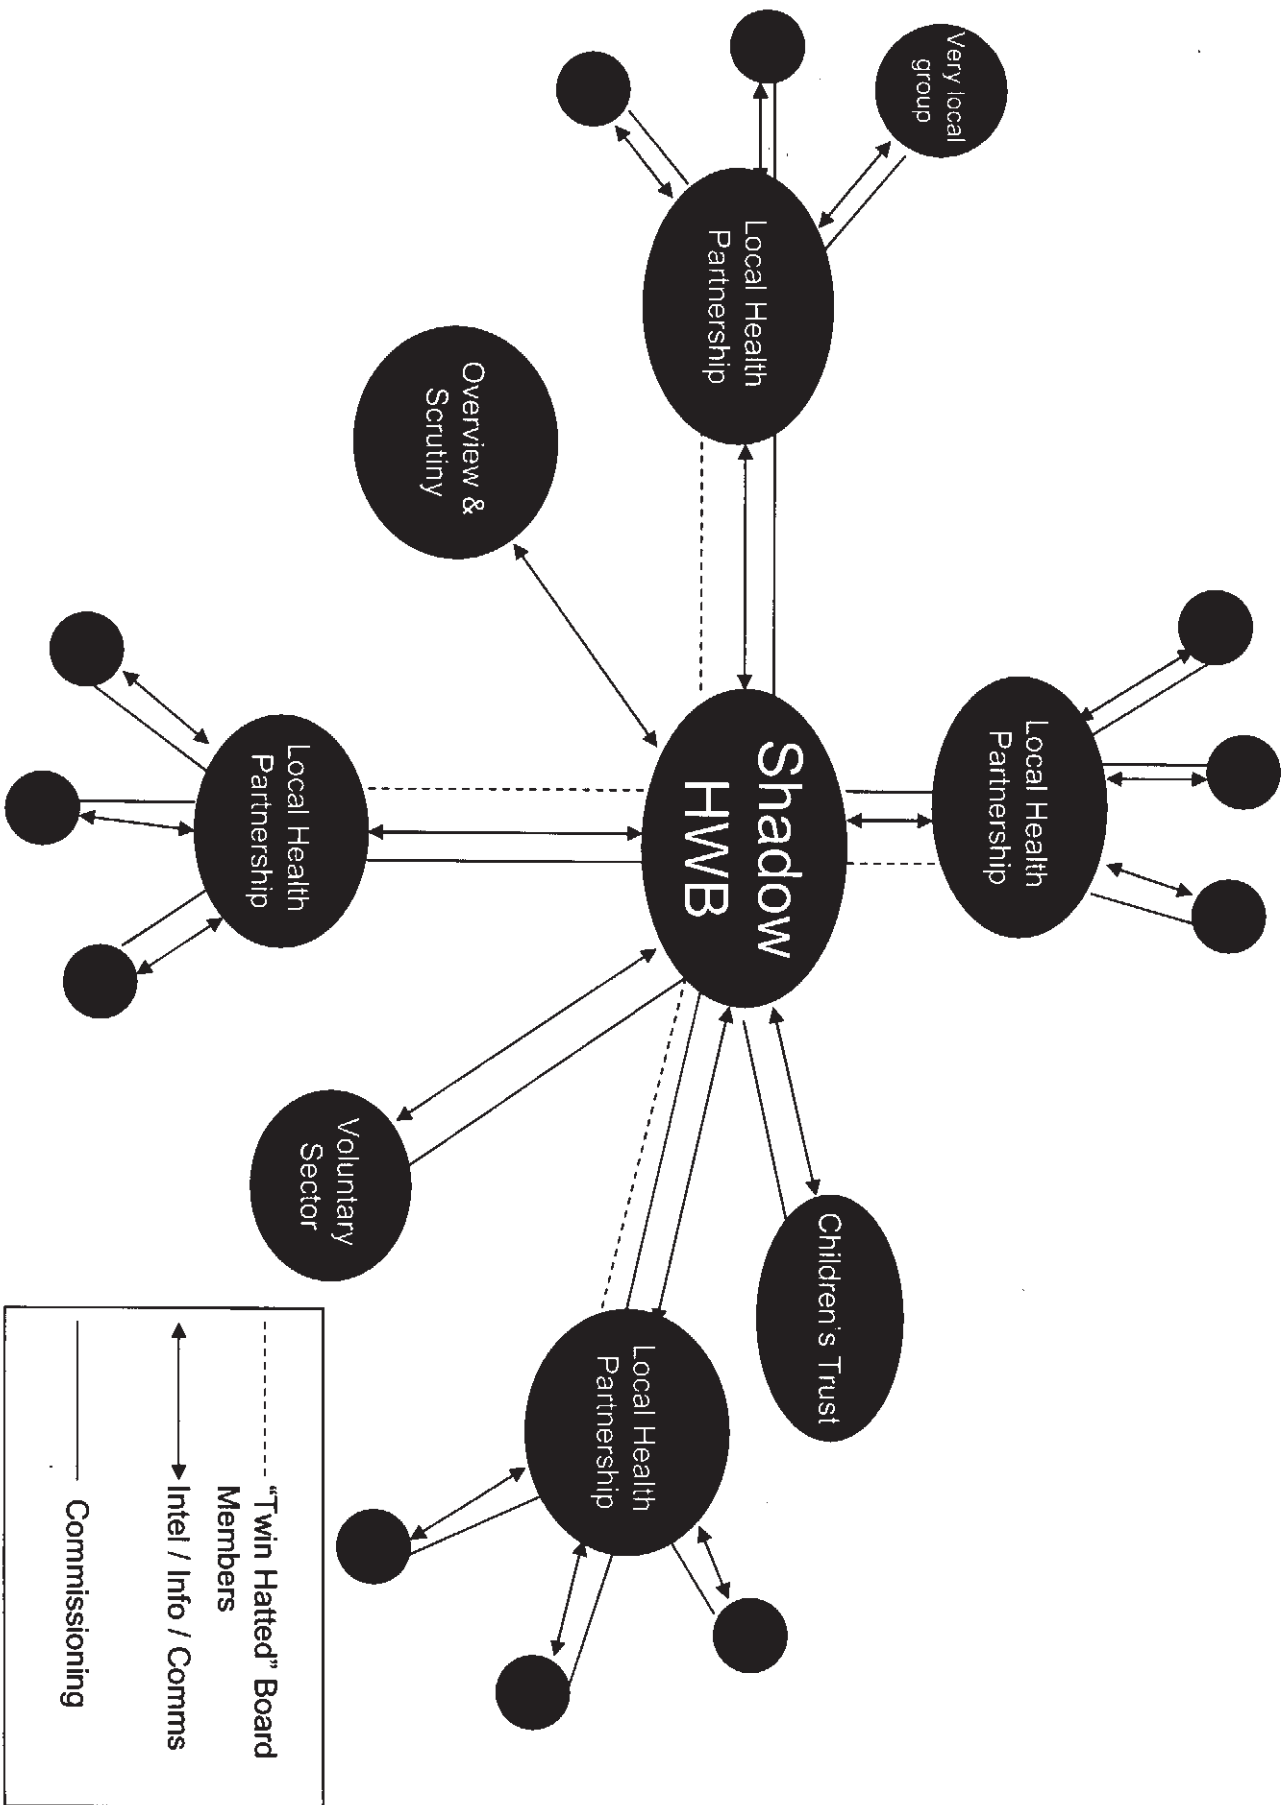 Very local
group
Local Health
Partnership
Children's Trust
Local Health
Partnership
Shadow
HWB
Local Health
Partnership
Overview &
Scrutiny
Voluntary
Sector
Local Health
Partnership
"Twin Hatted" Board
Members
Intel / Info / Comms
Commissioning